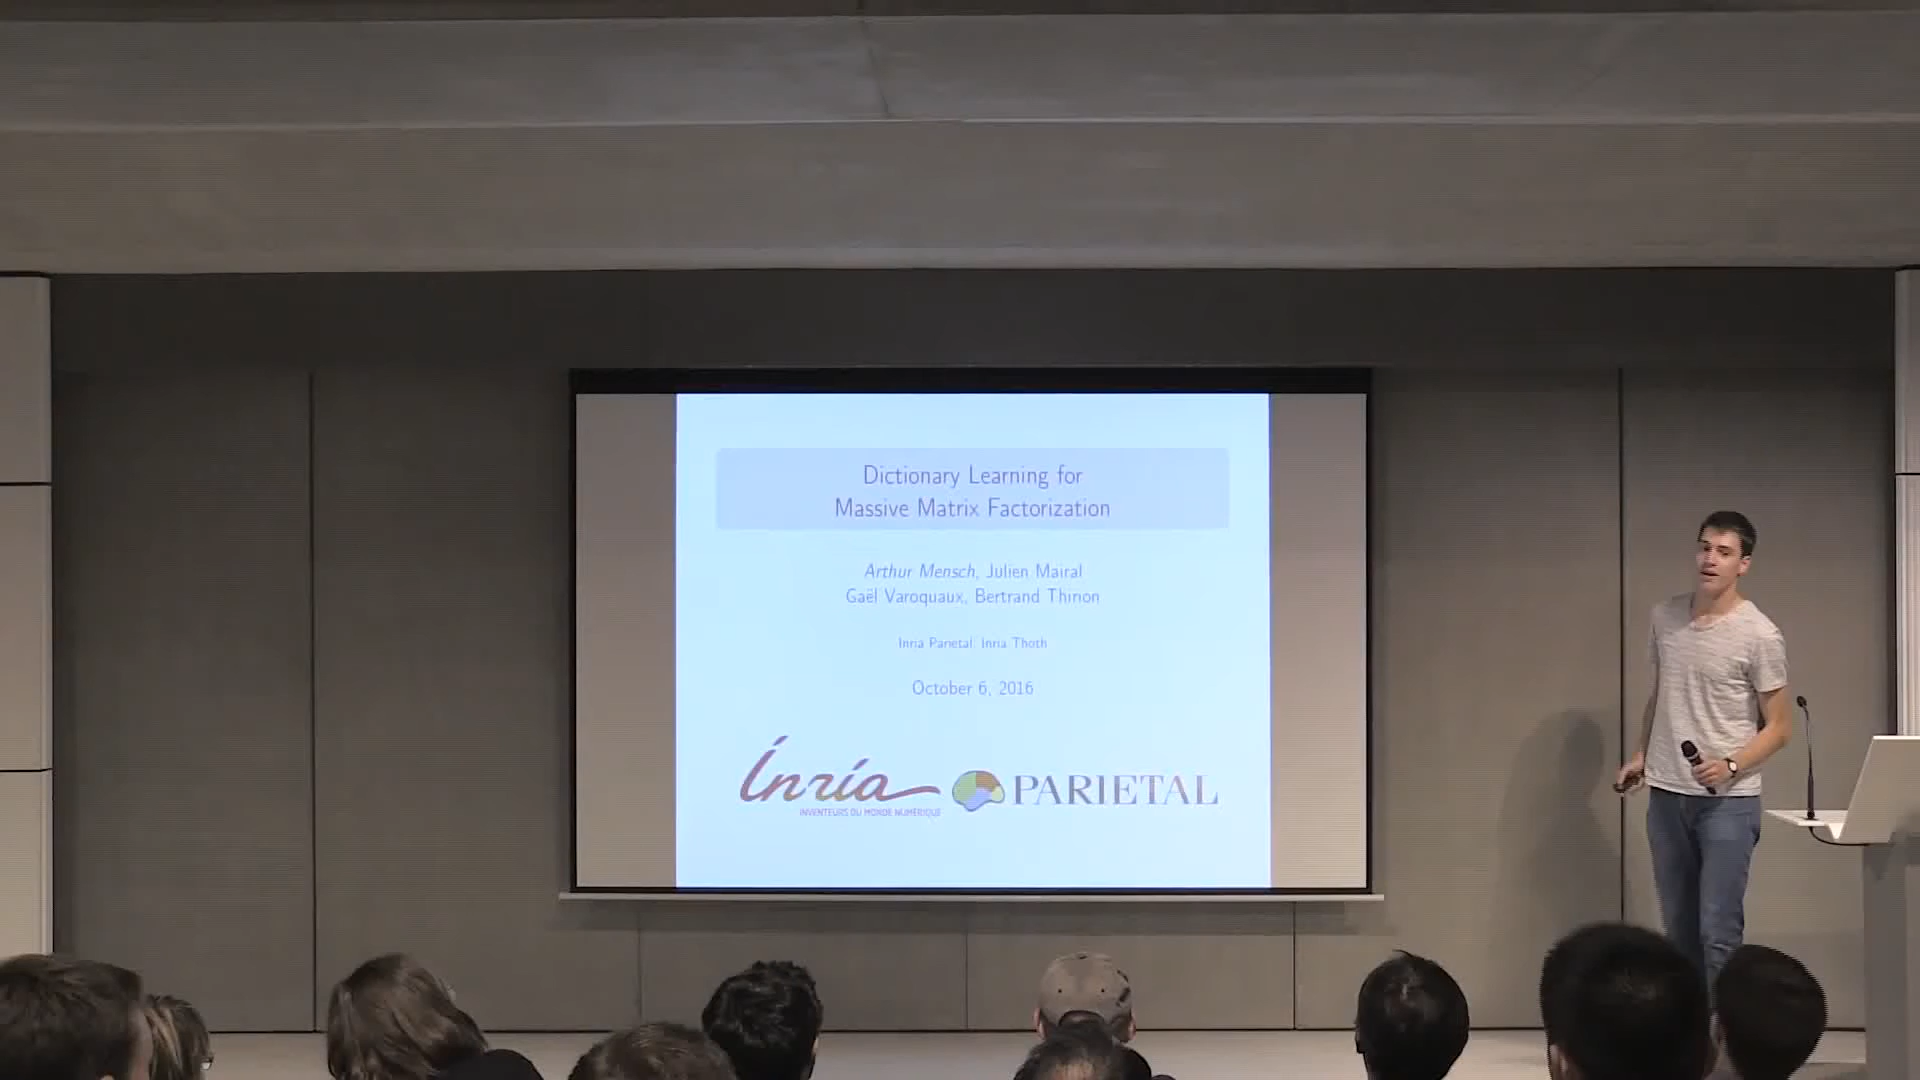 Dictionary Learning for
Massive Matrix Factorization
Arthur Mensch, Julien Mairal
Gaël Varoquaux, Bertrand Thirion
Inria Parietal, Inria Thoth
October 6, 2016
Inria
INVENTEURS DU MONDE NUMÉRIQUE
PARIETAL